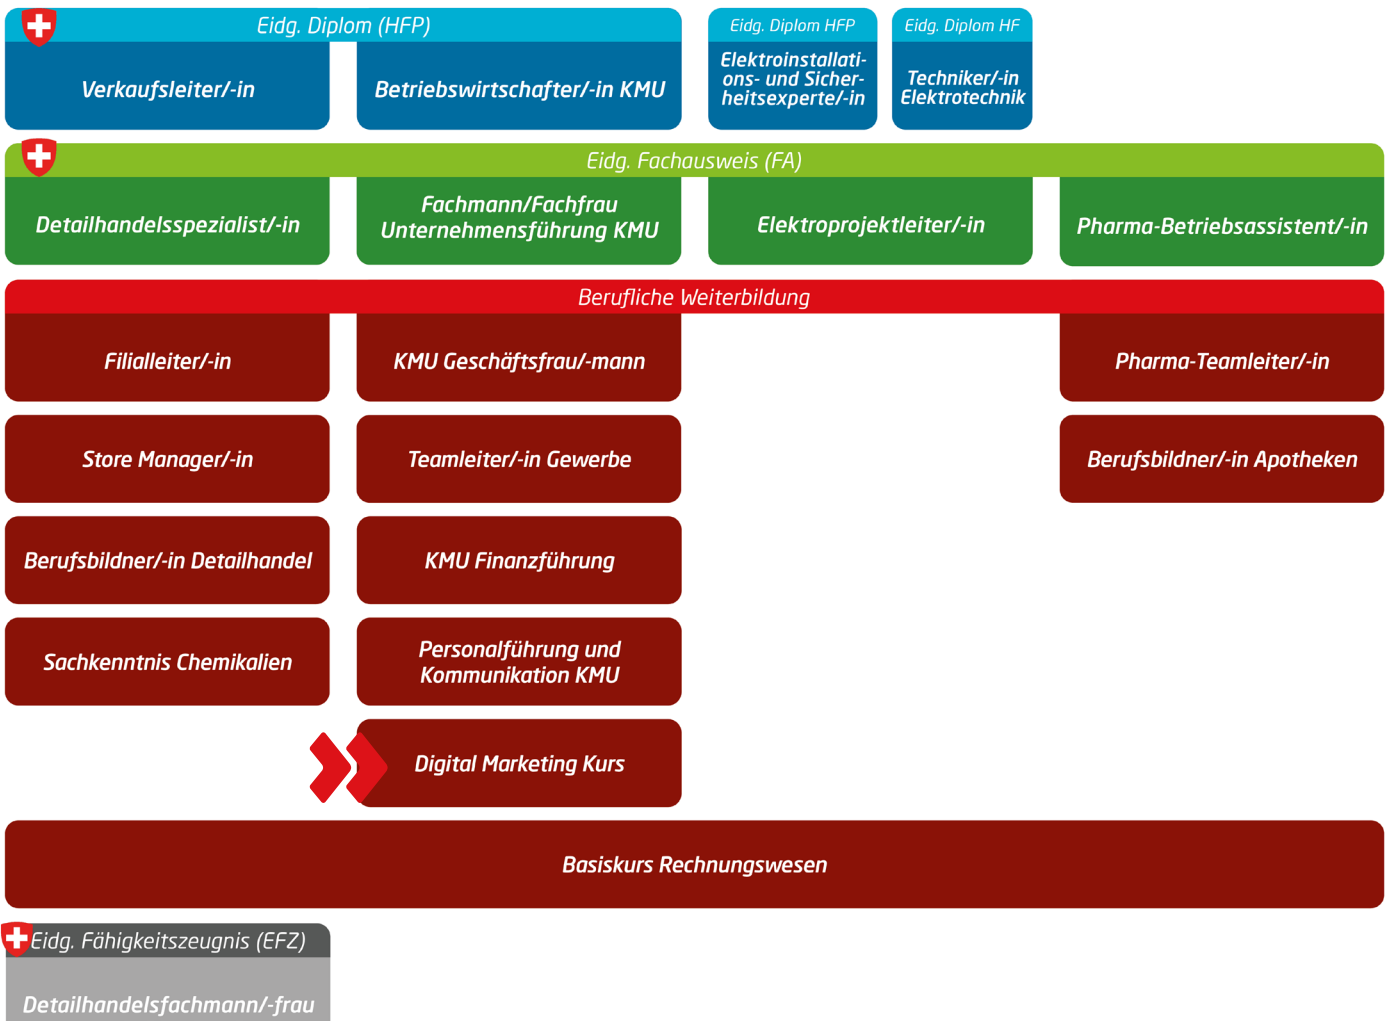 Eidg. Diplom (HFP)
Verkaufsleiter/-in
Betriebswirtschafter/-in KMU
Eidg. Diplom HFP
Elektroinstallati-
ons- und Sicher-
heitsexperte/-in
Eidg. Diplom HF
Techniker/-in
Elektrotechnik
Eidg. Fachausweis (FA)
Detailhandelsspezialist/-in
Fachmann/Fachfrau
Unternehmensführung KMU
Elektroprojektleiter/-in
Pharma-Betriebsassistent/-in
Berufliche Weiterbildung
Filialleiter/-in
KMU Geschäftsfrau/-mann
Pharma-Teamleiter/-in
Store Manager/-in
Teamleiter/-in Gewerbe
Berufsbildner/-in Apotheken
Berufsbildner/-in Detailhandel
KMU Finanzführung
Sachkenntnis Chemikalien
Personalführung und
Kommunikation KMU
Digital Marketing Kurs
Basiskurs Rechnungswesen
Eidg. Fähigkeitszeugnis (EFZ)
Detailhandelsfachmann/-frau